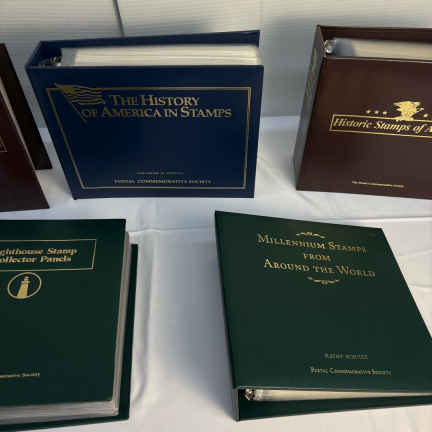 THE HISTORY
OF AMERICA IN STAMPS
POSTAL COMMEMORATIVE SOCIETY
Historic Stamps of
ghthouse Stamp
ollector Panels
Society
MILLENNIUM STAMPS
FROM
AROUND THE WORLD
POSTAL COMMEMORATIVE SOCIETY